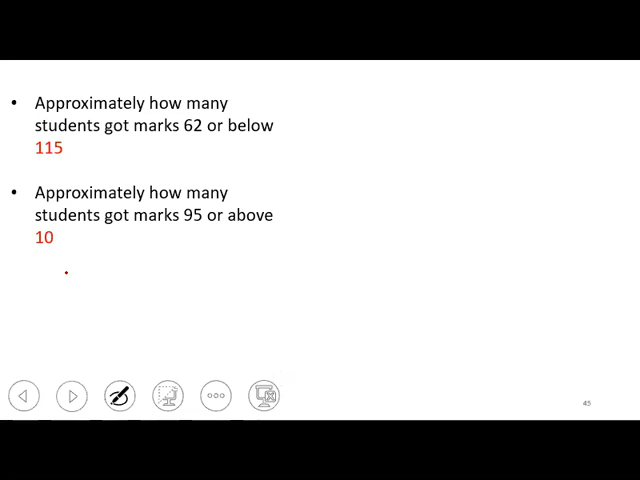 • Approximately how many
students got marks 62 or below
115
• Approximately how many
students got marks 95 or above
10
45